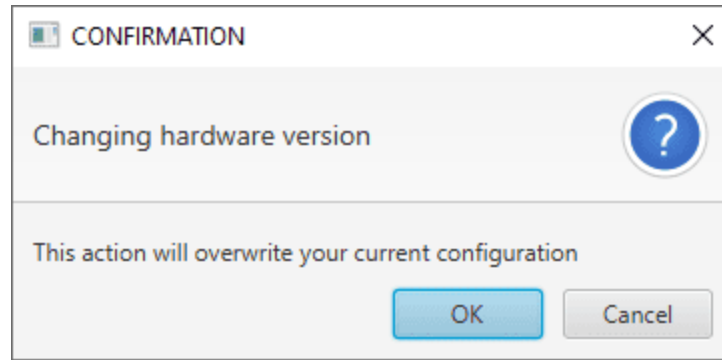 CONFIRMATION
Changing hardware version
?
This action will overwrite your current configuration
OK Cancel